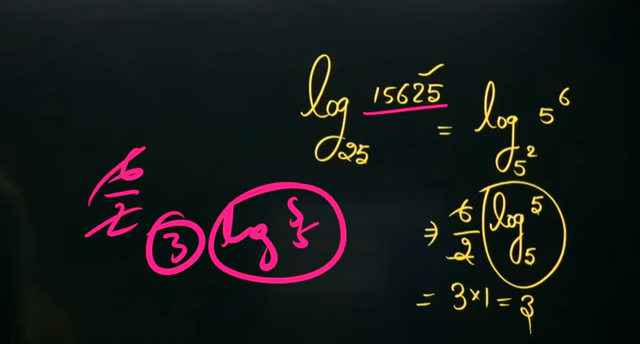 log₂₅ 15625 = log₅² 5⁶
⇒ 6/2 log₅ 5
6/2 3 log₅ 5
= 3 × 1 = 3